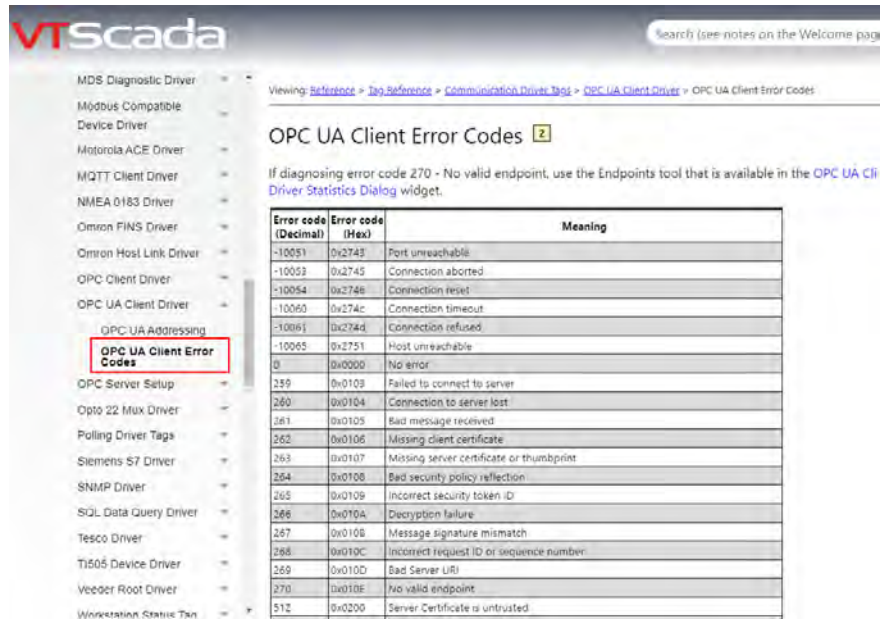 VTScada
Search (see notes on the Welcome page
MDS Diagnostic Driver
Modbus Compatible
Device Driver
Motorola ACE Driver
MQTT Client Driver
NMEA 0183 Driver
Omron FINS Driver
Omron Host Link Driver
OPC Client Driver
OPC UA Client Driver
OPC UA Addressing
OPC UA Client Error
Codes
OPC Server Setup
Opto 22 Mux Driver
Polling Driver Tags
Siemens S7 Driver
SNMP Driver
SQL Data Query Driver
Tesco Driver
TI505 Device Driver
Veeder Root Driver
Workstation Status Tag
Viewing: Reference > Tag Reference > Communication Driver Tags > OPC UA Client Driver > OPC UA Client Error Codes
OPC UA Client Error Codes ?
If diagnosing error code 270 - No valid endpoint, use the Endpoints tool that is available in the OPC UA Cli
Driver Statistics Dialog widget.
Error code (Decimal) Error code (Hex) Meaning
-10051 0x2743 Port unreachable
-10053 0x2745 Connection aborted
-10054 0x2746 Connection reset
-10060 0x274c Connection timeout
-10061 0x274d Connection refused
-10065 0x2751 Host unreachable
0 0x0000 No error
259 0x0103 Failed to connect to server
260 0x0104 Connection to server lost
261 0x0105 Bad message received
262 0x0106 Missing client certificate
263 0x0107 Missing server certificate or thumbprint
264 0x0108 Bad security policy reflection
265 0x0109 Incorrect security token ID
266 0x010A Decryption failure
267 0x010B Message signature mismatch
268 0x010C Incorrect request ID or sequence number
269 0x010D Bad Server URI
270 0x010E No valid endpoint
512 0x0200 Server Certificate is untrusted